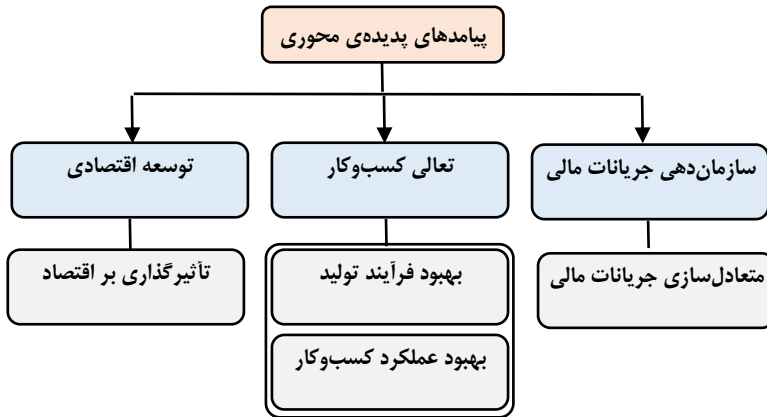 پیامدهای پدیده‌ی محوری
سازمان‌دهی جریانات مالی
تعالی کسب‌وکار
توسعه اقتصادی
متعادل‌سازی جریانات مالی
بهبود فرآیند تولید
تأثیرگذاری بر اقتصاد
بهبود عملکرد کسب‌وکار